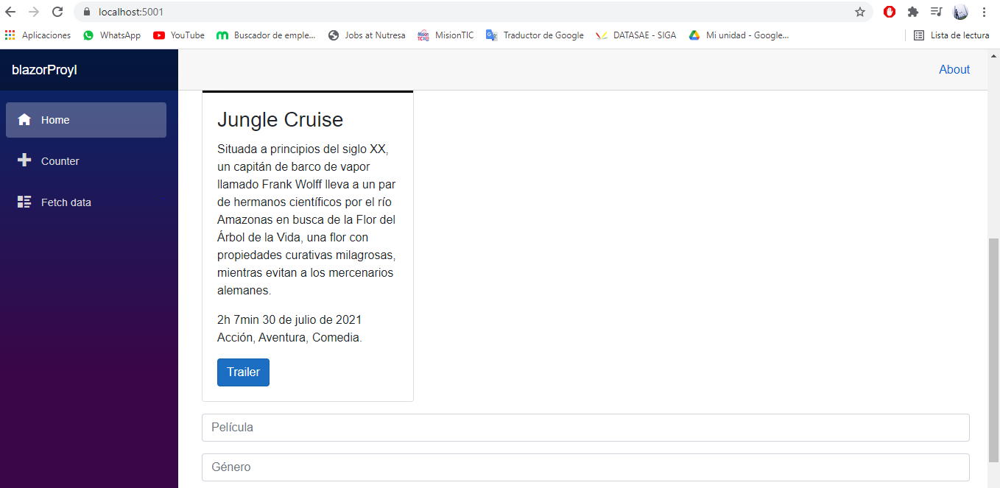 localhost:5001
Aplicaciones WhatsApp YouTube Buscador de emple... Jobs at Nutresa MisionTIC Traductor de Google DATASAE - SIGA Mi unidad - Google... Lista de lectura
blazorProyI
About
Home
Counter
Fetch data
Jungle Cruise
Situada a principios del siglo XX,
un capitán de barco de vapor
llamado Frank Wolff lleva a un par
de hermanos científicos por el río
Amazonas en busca de la Flor del
Árbol de la Vida, una flor con
propiedades curativas milagrosas,
mientras evitan a los mercenarios
alemanes.
2h 7min 30 de julio de 2021
Acción, Aventura, Comedia.
Trailer
Película
Género